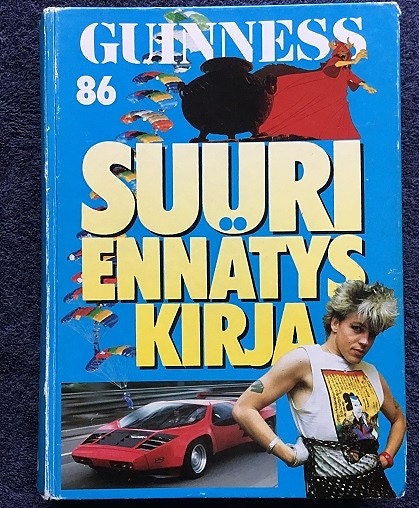 GUINNESS
86
SUURI
ENNÄTYS
KIRJA